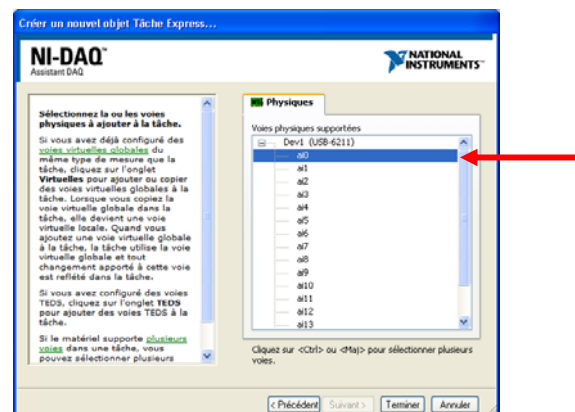 Créer un nouvel objet Tâche Express...
NI-DAQ™
Assistant DAQ
NATIONAL
INSTRUMENTS™
Sélectionnez la ou les voies
physiques à ajouter à la tâche.
Si vous avez déjà configuré des
voies virtuelles globales du
même type de mesure que la
tâche, cliquez sur l'onglet
Virtuelles pour ajouter ou copier
des voies virtuelles globales à la
tâche. Lorsque vous copiez la
voie virtuelle globale dans la
tâche, elle devient une voie
virtuelle locale. Quand vous
ajoutez une voie virtuelle globale
à la tâche, la tâche utilise la voie
virtuelle globale et tout
changement apporté à cette voie
est reflété dans la tâche.
Si vous avez configuré des voies
TEDS, cliquez sur l'onglet TEDS
pour ajouter des voies TEDS à la
tâche.
Si le matériel supporte plusieurs
voies dans une tâche, vous
pouvez sélectionner plusieurs
Physiques
Voies physiques supportées
Dev1 (USB-6211)
ai0
ai1
ai2
ai3
ai4
ai5
ai6
ai7
ai8
ai9
ai10
ai11
ai12
ai13
Cliquez sur <Ctrl> ou <Maj> pour sélectionner plusieurs
voies.
< Précédent Suivant > Terminer Annuler